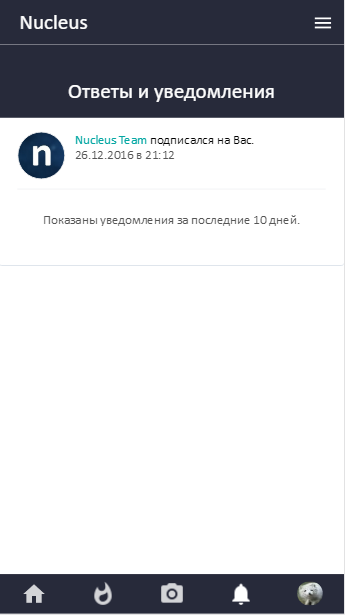 Nucleus
Ответы и уведомления
n
Nucleus Team подписался на Вас.
26.12.2016 в 21:12
Показаны уведомления за последние 10 дней.